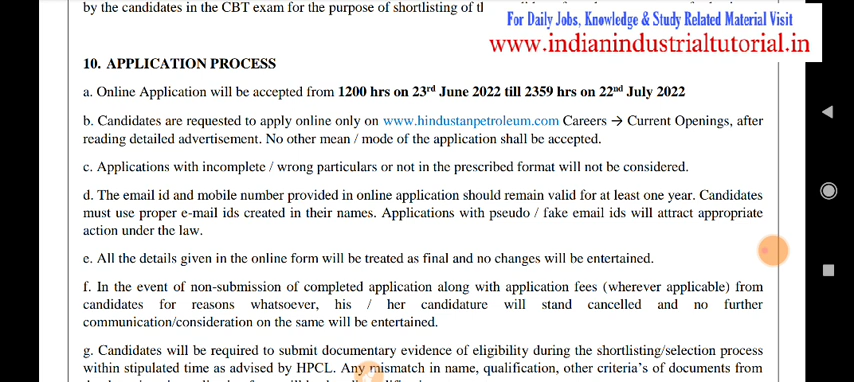 by the candidates in the CBT exam for the purpose of shortlisting of
For Daily Jobs, Knowledge & Study Related Material Visit
www.indianindustrialtutorial.in
10. APPLICATION PROCESS
a. Online Application will be accepted from 1200 hrs on 23rd June 2022 till 2359 hrs on 22nd July 2022
b. Candidates are requested to apply online only on www.hindustanpetroleum.com Careers → Current Openings, after
reading detailed advertisement. No other mean / mode of the application shall be accepted.
c. Applications with incomplete / wrong particulars or not in the prescribed format will not be considered.
d. The email id and mobile number provided in online application should remain valid for at least one year. Candidates
must use proper e-mail ids created in their names. Applications with pseudo / fake email ids will attract appropriate
action under the law.
e. All the details given in the online form will be treated as final and no changes will be entertained.
f. In the event of non-submission of completed application along with application fees (wherever applicable) from
candidates for reasons whatsoever, his / her candidature will stand cancelled and no further
communication/consideration on the same will be entertained.
g. Candidates will be required to submit documentary evidence of eligibility during the shortlisting/selection process
within stipulated time as advised by HPCL. Any mismatch in name, qualification, other criteria's of documents from